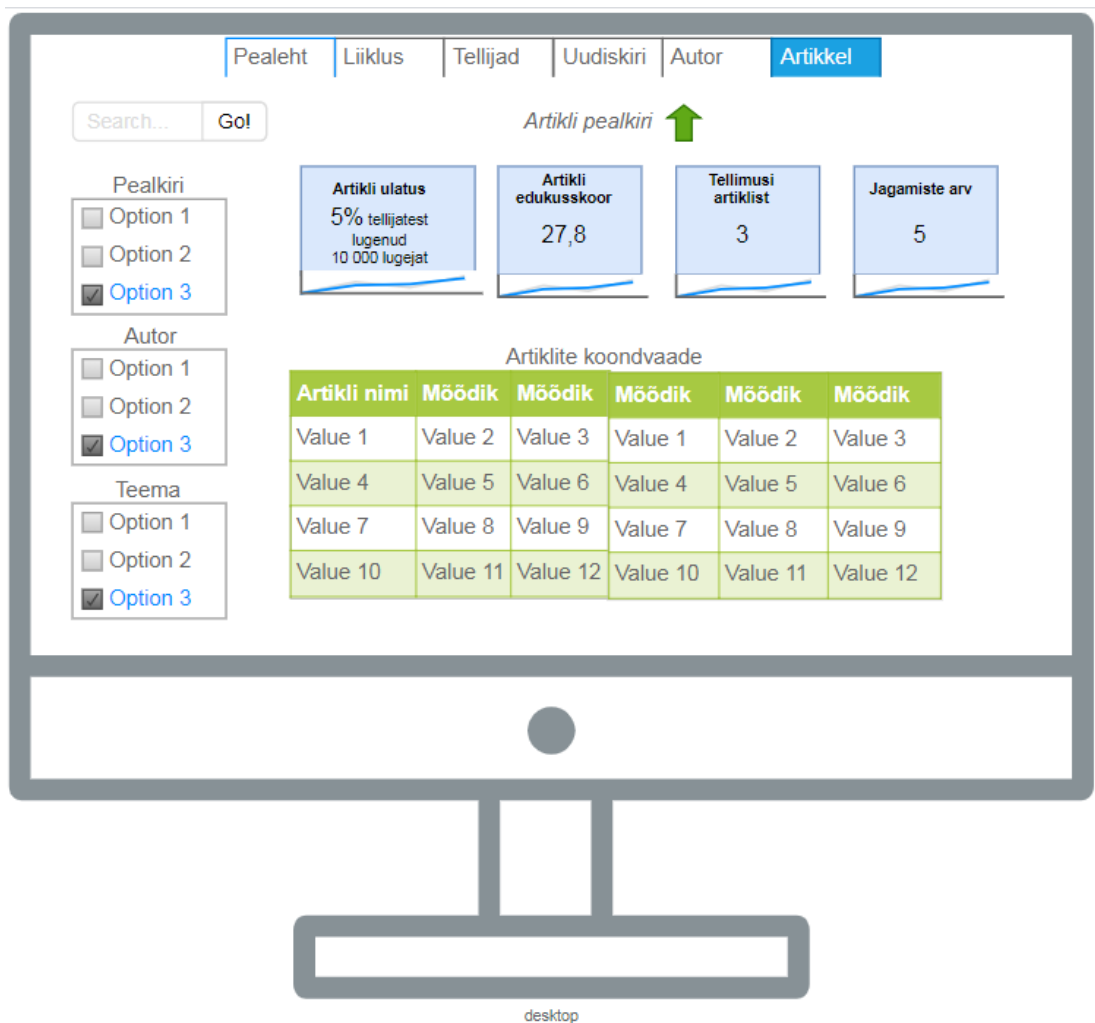 Pealeht Liiklus Tellijad Uudiskiri Autor Artikkel
Search... Go!
Artikli pealkiri
Pealkiri
Option 1
Option 2
Option 3
Autor
Option 1
Option 2
Option 3
Teema
Option 1
Option 2
Option 3
Artikli ulatus
5% tellijatest
lugenud
10 000 lugejat
Artikli
edukusskoor
27,8
Tellimusi
artiklist
3
Jagamiste arv
5
Artiklite koondvaade
Artikli nimi Mõõdik Mõõdik Mõõdik Mõõdik Mõõdik
Value 1 Value 2 Value 3 Value 1 Value 2 Value 3
Value 4 Value 5 Value 6 Value 4 Value 5 Value 6
Value 7 Value 8 Value 9 Value 7 Value 8 Value 9
Value 10 Value 11 Value 12 Value 10 Value 11 Value 12
desktop